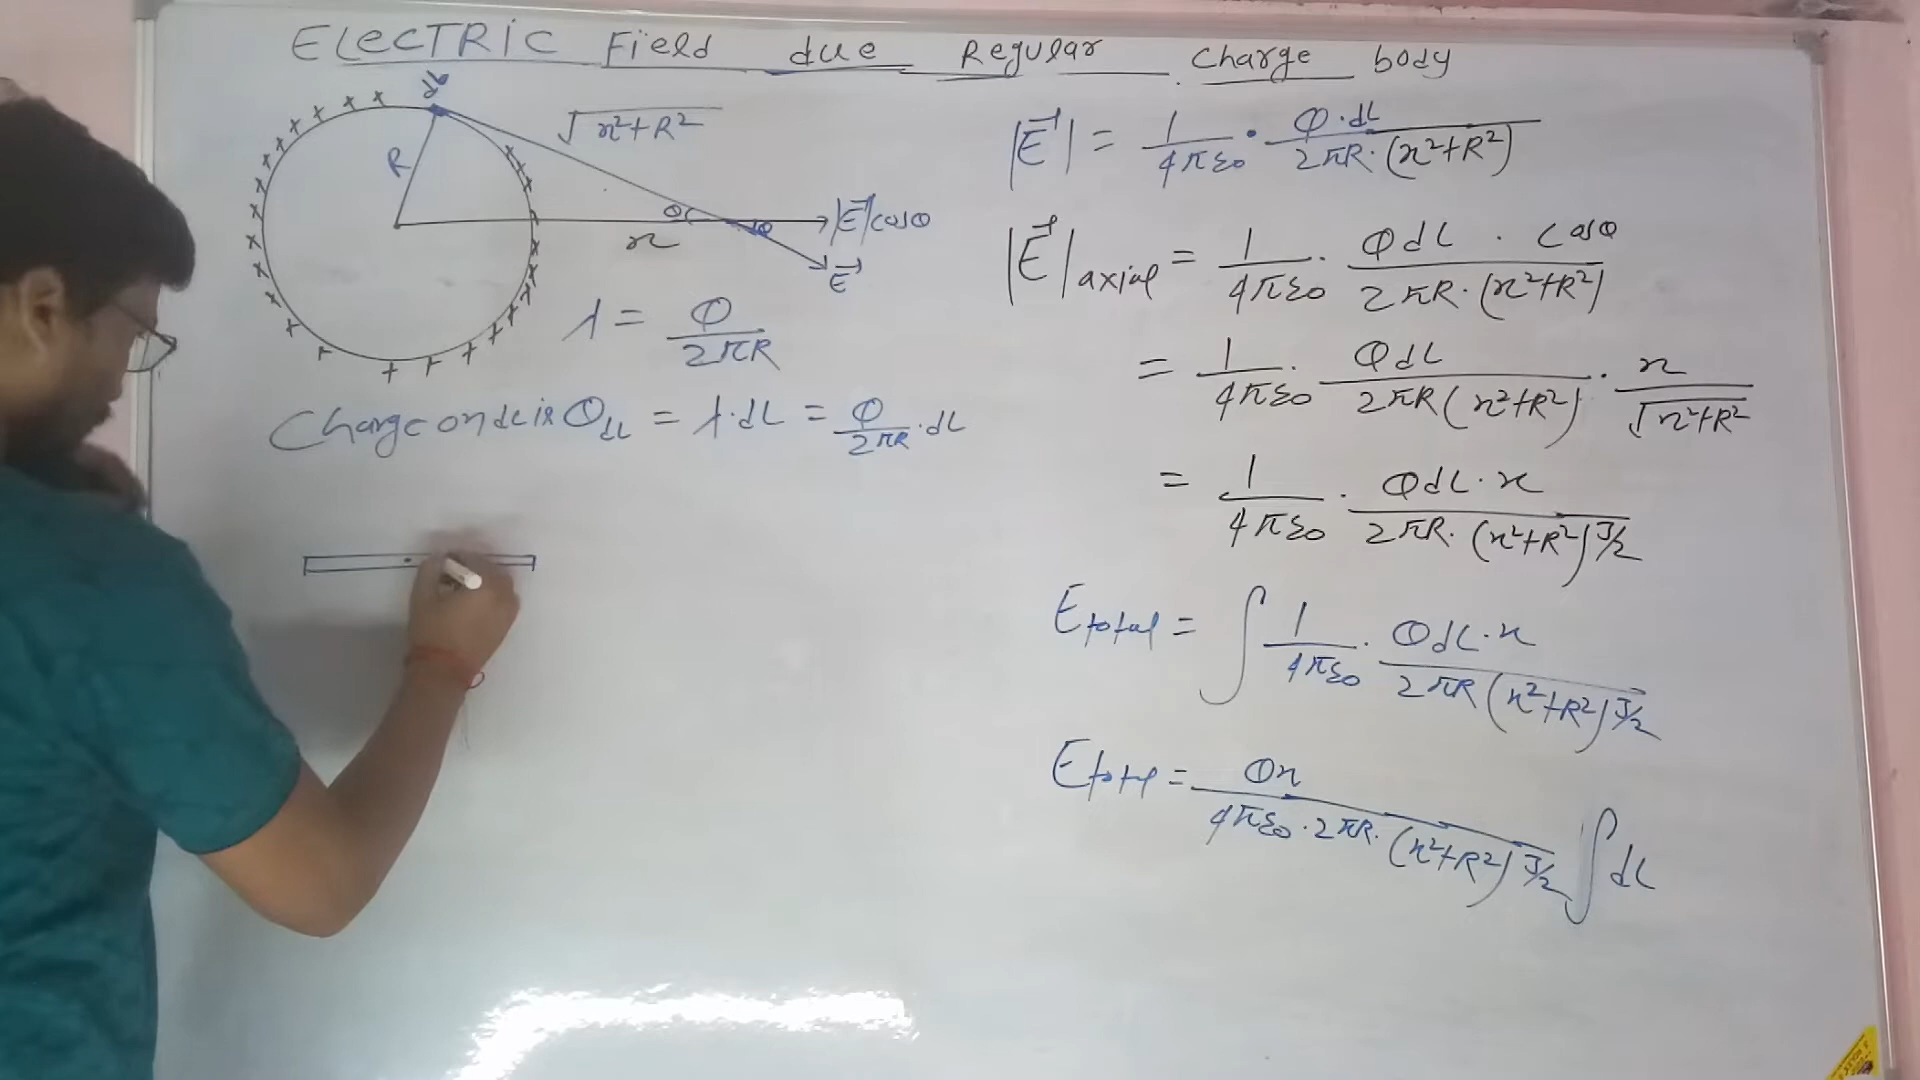 ELECTRIC Field due Regular charge body
dL
√x²+R²
R
θ
θ
x
|E⃗|cosθ
E⃗
λ = Q/2πR
Charge on dL is Q_dL = λ·dL = Q/2πR · dL
|E⃗| = 1/4πε₀ · Q·dL/2πR·(x²+R²)
|E⃗|axial = 1/4πε₀ · QdL · cosθ/2πR·(x²+R²)
= 1/4πε₀ · QdL/2πR(x²+R²) · x/√x²+R²
= 1/4πε₀ · QdL·x/2πR·(x²+R²)3/2
Etotal = ∫ 1/4πε₀ · QdL·x/2πR(x²+R²)3/2
Etotal = Qx/4πε₀·2πR·(x²+R²)3/2 ∫dL